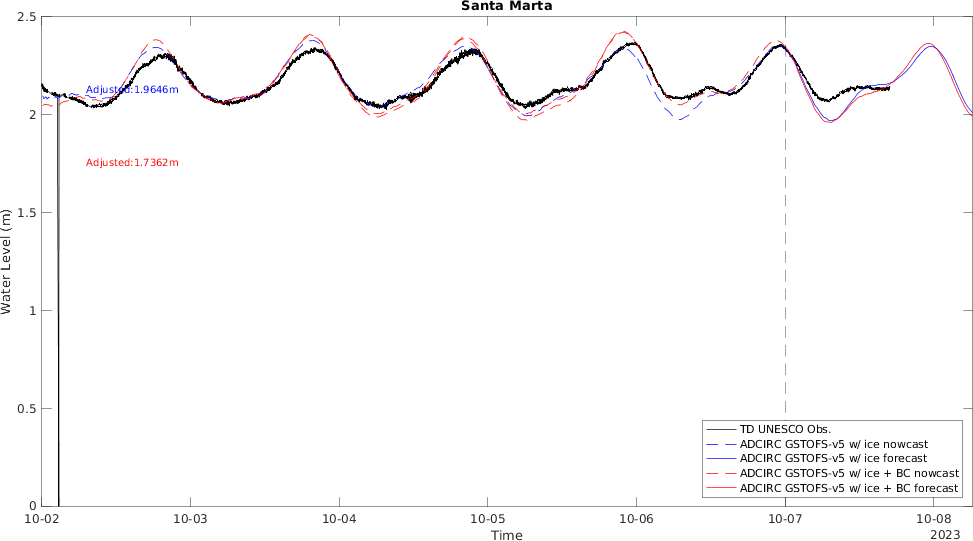 Santa Marta
Water Level (m)
2.5
2
1.5
1
0.5
0
Adjusted:1.9646m
Adjusted:1.7362m
TD UNESCO Obs.
ADCIRC GSTOFS-v5 w/ ice nowcast
ADCIRC GSTOFS-v5 w/ ice forecast
ADCIRC GSTOFS-v5 w/ ice + BC nowcast
ADCIRC GSTOFS-v5 w/ ice + BC forecast
10-02 10-03 10-04 10-05 10-06 10-07 10-08
Time
2023